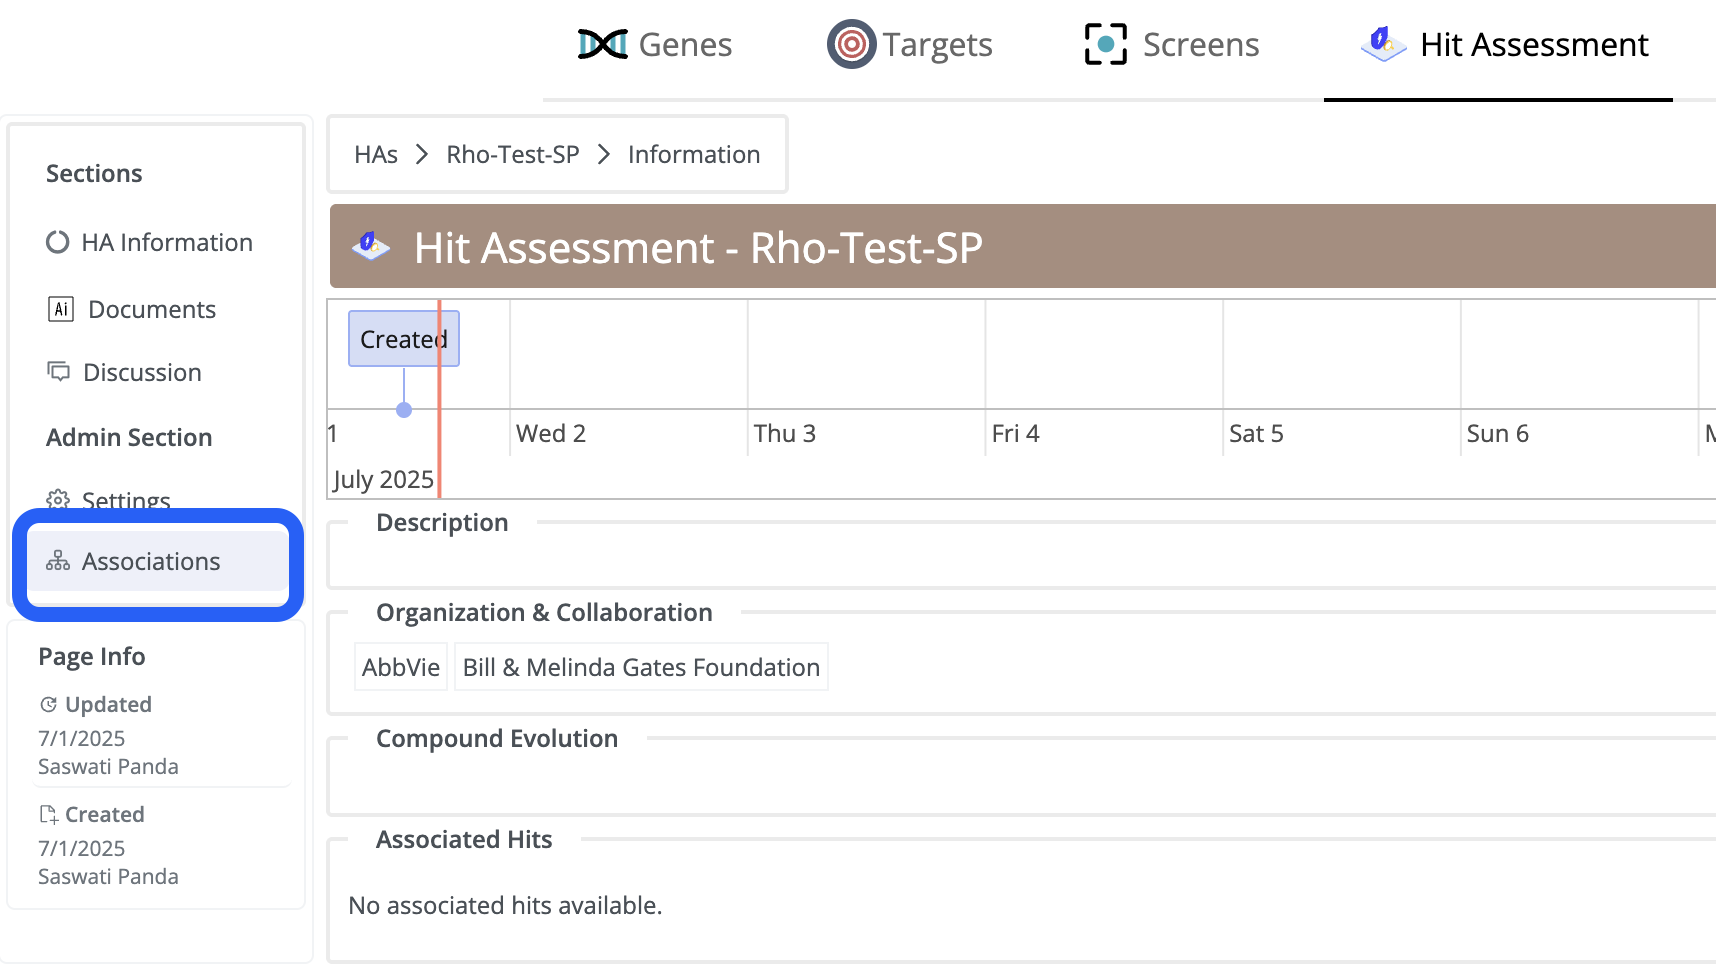 Genes
Targets
Screens
Hit Assessment
Sections
HA Information
Ai Documents
Discussion
Admin Section
Settings
Associations
Page Info
Updated
7/1/2025
Saswati Panda
Created
7/1/2025
Saswati Panda
HAs > Rho-Test-SP > Information
Hit Assessment - Rho-Test-SP
Created
1 Wed 2 Thu 3 Fri 4 Sat 5 Sun 6 M
July 2025
Description
Organization & Collaboration
AbbVie Bill & Melinda Gates Foundation
Compound Evolution
Associated Hits
No associated hits available.